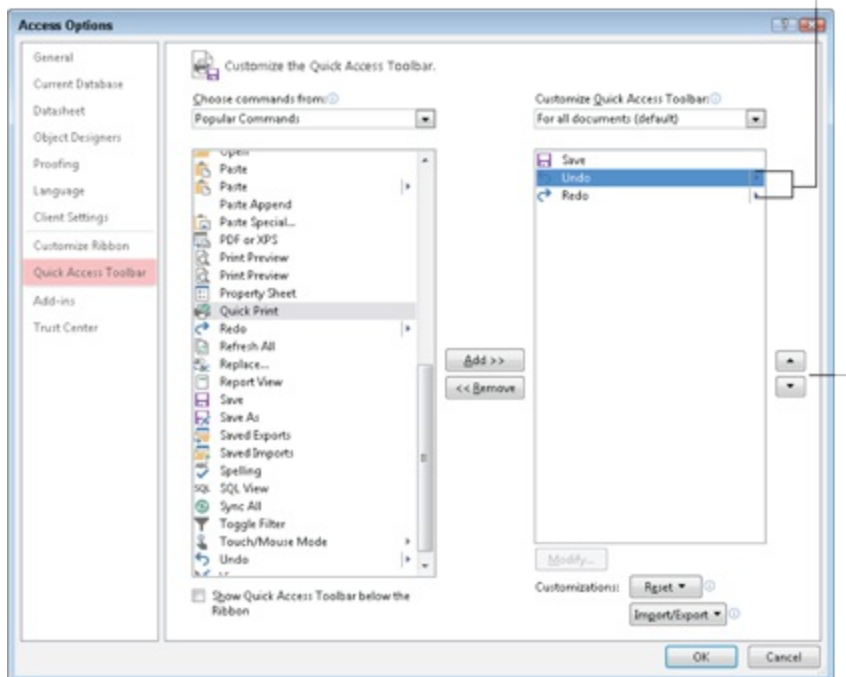 Access Options
General
Current Database
Datasheet
Object Designers
Proofing
Language
Client Settings
Customize Ribbon
Quick Access Toolbar
Add-ins
Trust Center
Customize the Quick Access Toolbar.
Choose commands from:
Popular Commands
Open
Paste
Paste
Paste Append
Paste Special...
PDF or XPS
Print Preview
Print Preview
Property Sheet
Quick Print
Redo
Refresh All
Replace...
Report View
Save
Save As
Saved Exports
Saved Imports
Spelling
SQL SQL View
Sync All
Toggle Filter
Touch/Mouse Mode
Undo
Show Quick Access Toolbar below the
Ribbon
Add >>
<< Remove
Customize Quick Access Toolbar:
For all documents (default)
Save
Undo
Redo
Modify...
Customizations: Reset
Import/Export
OK Cancel